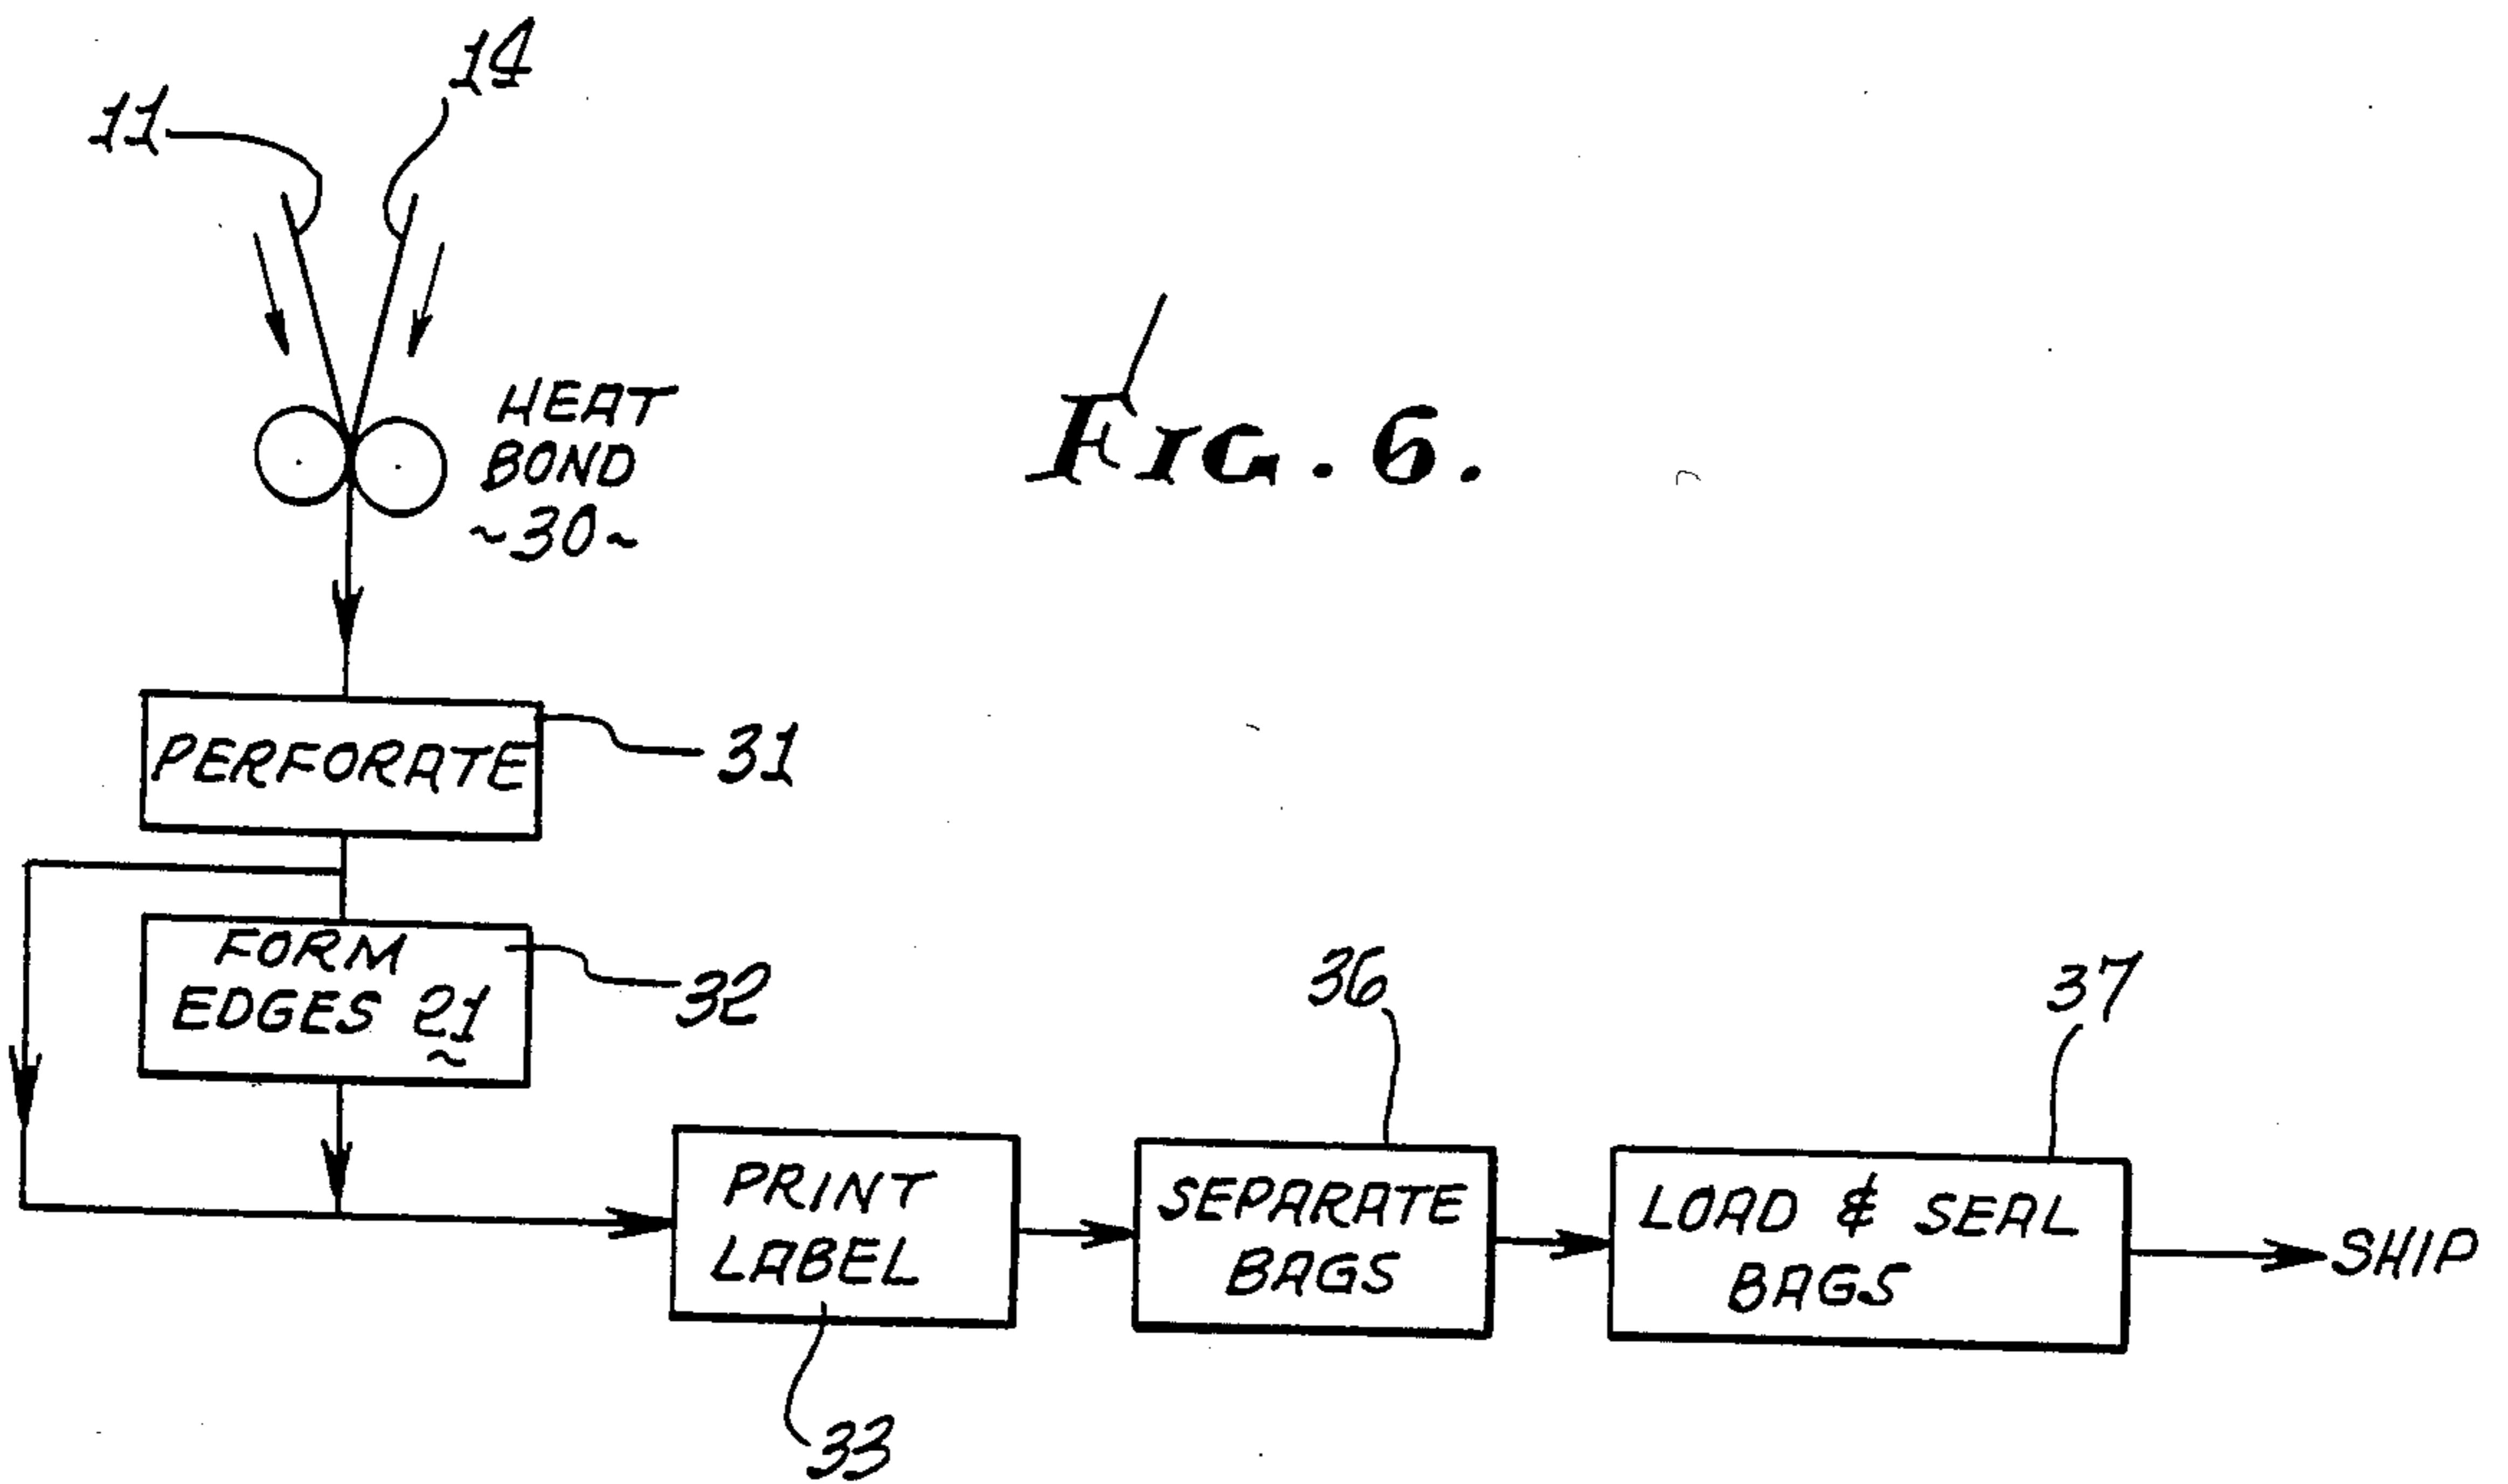 14
11
HEAT
BOND
~30~
FIG. 6.
PERFORATE
31
FORM
EDGES 21
32
36
37
PRINT
LABEL
SEPARATE
BAGS
LOAD & SEAL
BAGS
SHIP
33